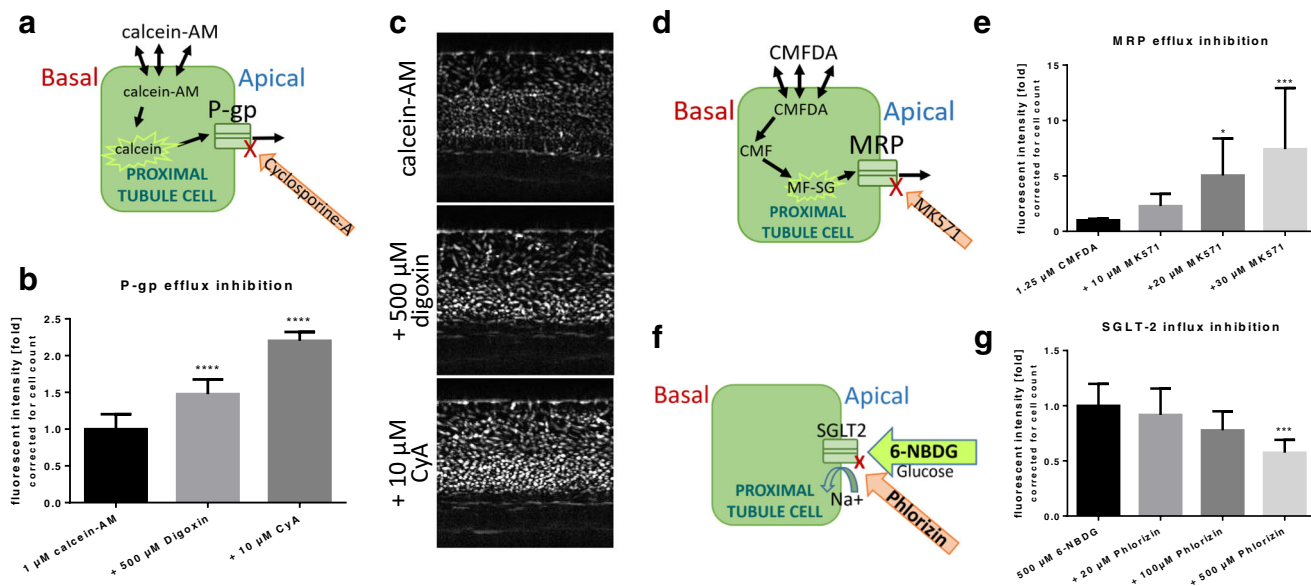 a
calcein-AM
Basal
Apical
calcein-AM
P-gp
calcein
X
Cyclosporine-A
PROXIMAL
TUBULE CELL
b
P-gp efflux inhibition
fluorescent intensity [fold]
corrected for cell count
2.5
2.0
1.5
1.0
0.5
0.0
****
****
1 µM calcein-AM
+ 500 µM Digoxin
+ 10 µM CyA
c
calcein-AM
+ 500 µM
digoxin
+ 10 µM
CyA
d
CMFDA
Basal
Apical
CMFDA
CMF
MRP
MF-SG
X
MK571
PROXIMAL
TUBULE CELL
e
MRP efflux inhibition
fluorescent intensity [fold]
corrected for cell count
15
10
5
0
*
***
1.25 µM CMFDA
+ 10 µM MK571
+20 µM MK571
+30 µM MK571
f
Basal
Apical
SGLT2
X
6-NBDG
Glucose
PROXIMAL
TUBULE CELL
Na+
Phlorizin
g
SGLT-2 influx inhibition
fluorescent intensity [fold]
corrected for cell count
1.5
1.0
0.5
0.0
***
500 µM 6-NBDG
+ 20 µM Phlorizin
+ 100µM Phlorizin
+ 500 µM Phlorizin